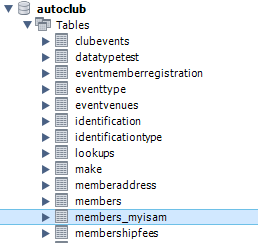 autoclub
Tables
clubevents
datatypetest
eventmemberregistration
eventtype
eventvenues
identification
identificationtype
lookups
make
memberaddress
members
members_myisam
membershipfees